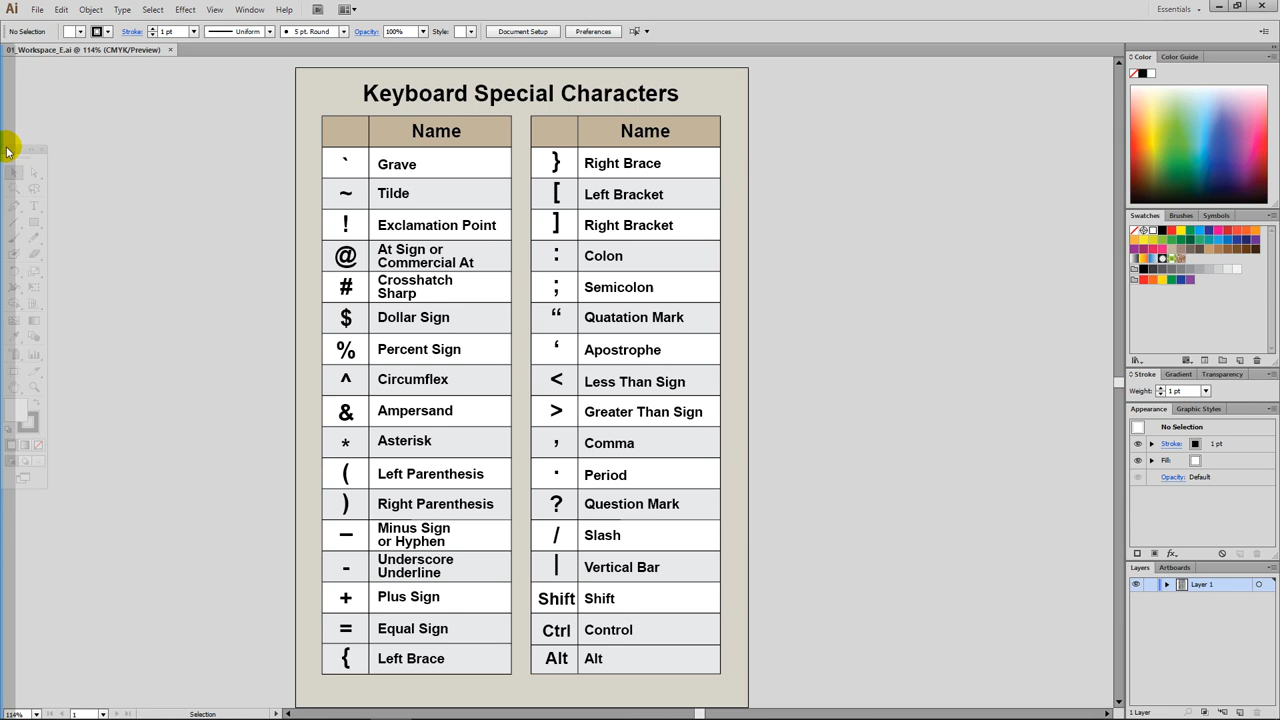 Ai File Edit Object Type Select Effect View Window Help Br Essentials
No Selection Stroke: 1 pt Uniform 5 pt. Round Opacity: 100% Style: Document Setup Preferences
01_Workspace_E.ai @ 114% (CMYK/Preview) ×
Keyboard Special Characters
Name
` Grave
~ Tilde
! Exclamation Point
@ At Sign or
Commercial At
# Crosshatch
Sharp
$ Dollar Sign
% Percent Sign
^ Circumflex
& Ampersand
* Asterisk
( Left Parenthesis
) Right Parenthesis
– Minus Sign
or Hyphen
- Underscore
Underline
+ Plus Sign
= Equal Sign
{ Left Brace
Name
} Right Brace
[ Left Bracket
] Right Bracket
: Colon
; Semicolon
“ Quatation Mark
‘ Apostrophe
< Less Than Sign
> Greater Than Sign
, Comma
. Period
? Question Mark
/ Slash
| Vertical Bar
Shift Shift
Ctrl Control
Alt Alt
Color Color Guide
Swatches Brushes Symbols
Stroke Gradient Transparency
Weight: 1 pt
Appearance Graphic Styles
No Selection
Stroke: 1 pt
Fill:
Opacity: Default
Layers Artboards
Layer 1
1 Layer
114% 1 Selection